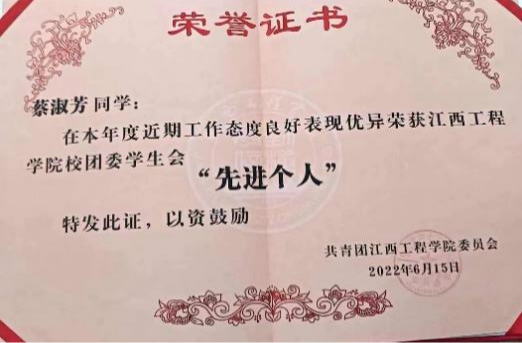 荣誉证书
蔡淑芳同学：
在本年度近期工作态度良好表现优异荣获江西工程
学院校团委学生会
“先进个人”
特发此证，以资鼓励
共青团江西工程学院委员会
2022年6月15日